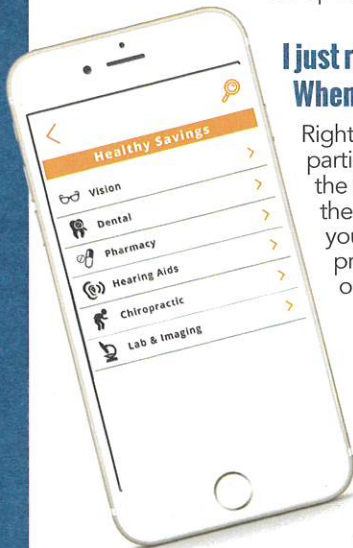 Healthy Savings
Vision
Dental
Pharmacy
Hearing Aids
Chiropractic
Lab & Imaging
I just
When
Right
parti
the
the
you
pr
o